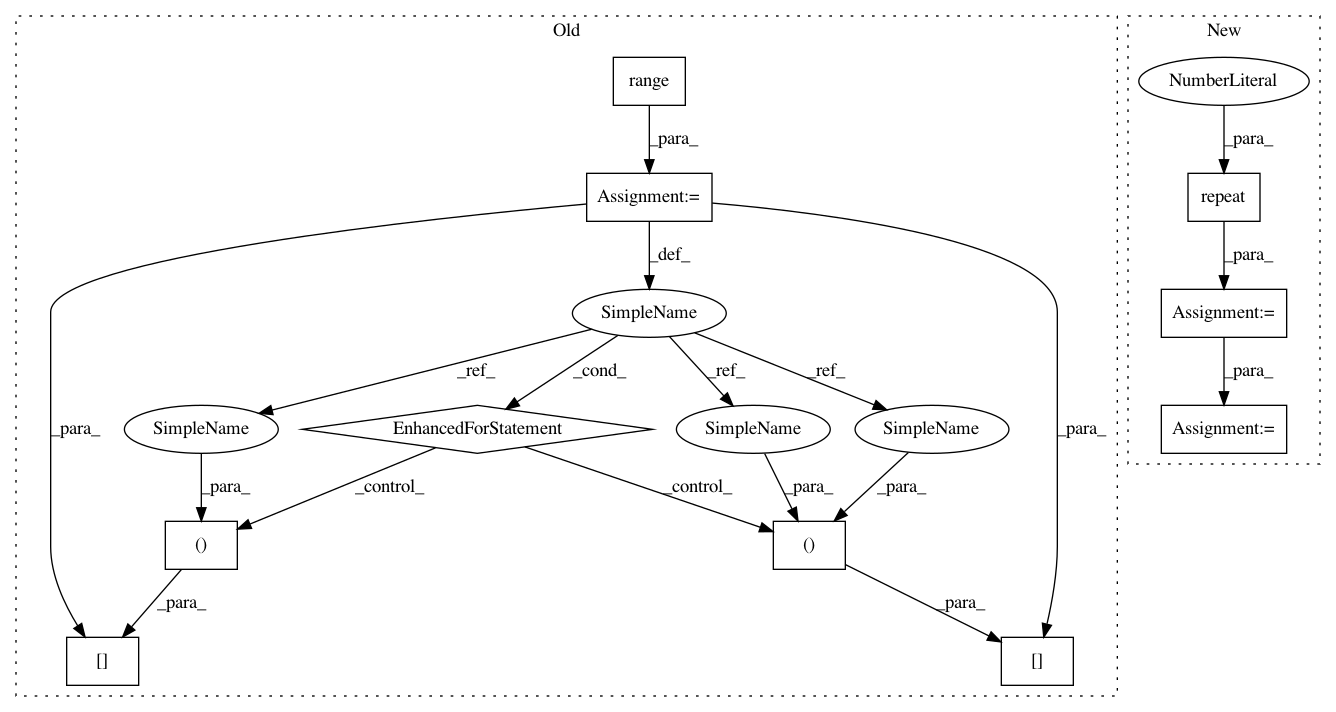 Old
New
range
NumberLiteral
_para_
_para_
Assignment:=
repeat
_def_
_para_
SimpleName
Assignment:=
_para_
_ref_
_cond_
_ref_
_ref_
_para_
_para_
SimpleName
EnhancedForStatement
SimpleName
SimpleName
Assignment:=
_para_
_control_
_control_
_para_
_para_
()
()
_para_
_para_
[]
[]